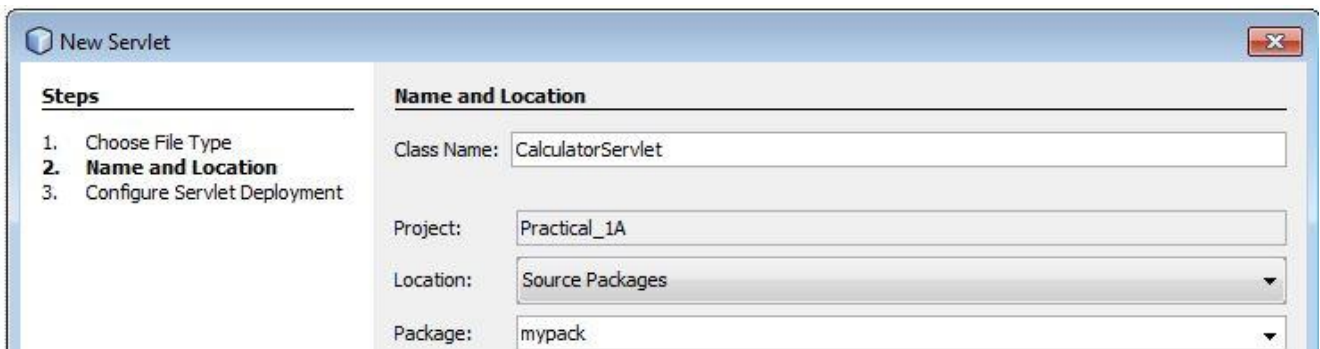 New Servlet
Steps
1. Choose File Type
2. Name and Location
3. Configure Servlet Deployment
Name and Location
Class Name: CalculatorServlet
Project: Practical_1A
Location: Source Packages
Package: mypack